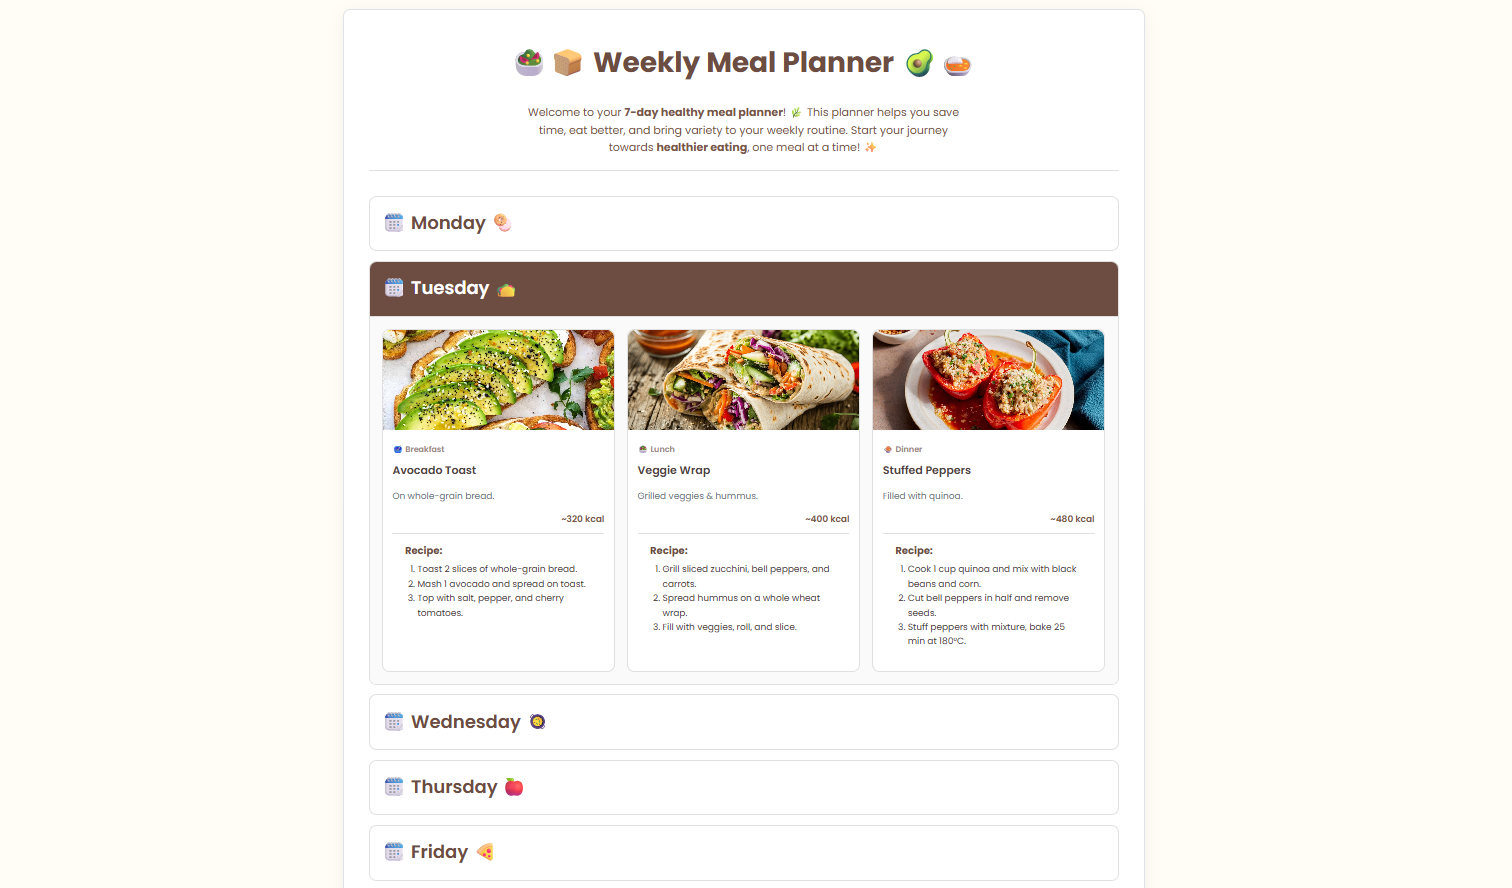 Weekly Meal Planner
Welcome to your 7-day healthy meal planner! This planner helps you save
time, eat better, and bring variety to your weekly routine. Start your journey
towards healthier eating, one meal at a time!
Monday
Tuesday
Breakfast
Avocado Toast
On whole-grain bread.
~320 kcal
Recipe:
1. Toast 2 slices of whole-grain bread.
2. Mash 1 avocado and spread on toast.
3. Top with salt, pepper, and cherry
tomatoes.
Lunch
Veggie Wrap
Grilled veggies & hummus.
~400 kcal
Recipe:
1. Grill sliced zucchini, bell peppers, and
carrots.
2. Spread hummus on a whole wheat
wrap.
3. Fill with veggies, roll, and slice.
Dinner
Stuffed Peppers
Filled with quinoa.
~480 kcal
Recipe:
1. Cook 1 cup quinoa and mix with black
beans and corn.
2. Cut bell peppers in half and remove
seeds.
3. Stuff peppers with mixture, bake 25
min at 180°C.
Wednesday
Thursday
Friday